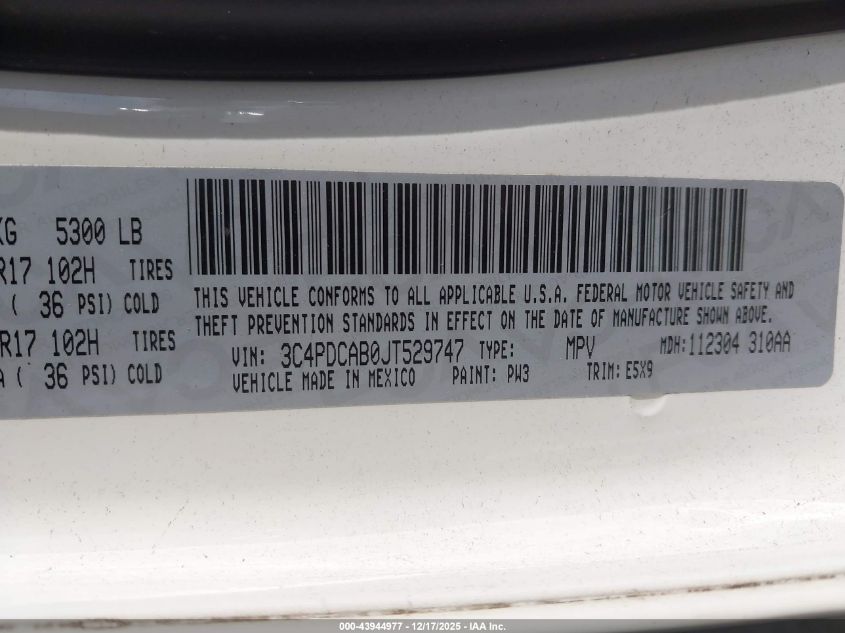 KG 5300 LB
R17 102H TIRES
( 36 PSI) COLD
R17 102H TIRES
A ( 36 PSI) COLD
THIS VEHICLE CONFORMS TO ALL APPLICABLE U.S.A. FEDERAL MOTOR VEHICLE SAFETY AND
THEFT PREVENTION STANDARDS IN EFFECT ON THE DATE OF MANUFACTURE SHOWN ABOVE.
VIN: 3C4PDCAB0JT529747 TYPE: MPV MDH:112304 310AA
VEHICLE MADE IN MEXICO PAINT: PW3 TRIM: E5X9
000-43944977 - 12/17/2025 - IAA Inc.